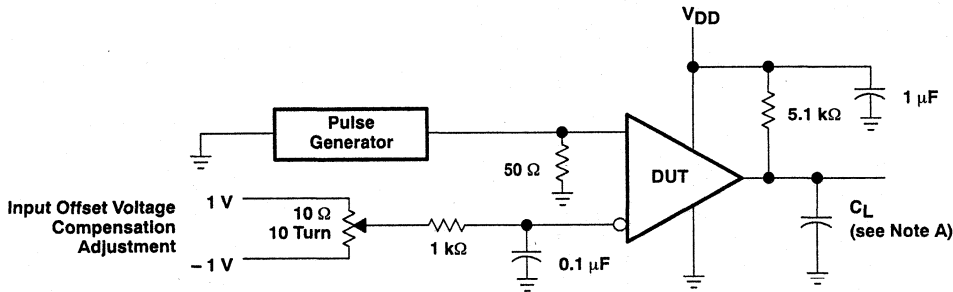 VDD
1 µF
5.1 kΩ
Pulse
Generator
50 Ω
DUT
Input Offset Voltage
Compensation
Adjustment
1 V
10 Ω
10 Turn
− 1 V
1 kΩ
0.1 µF
CL
(see Note A)